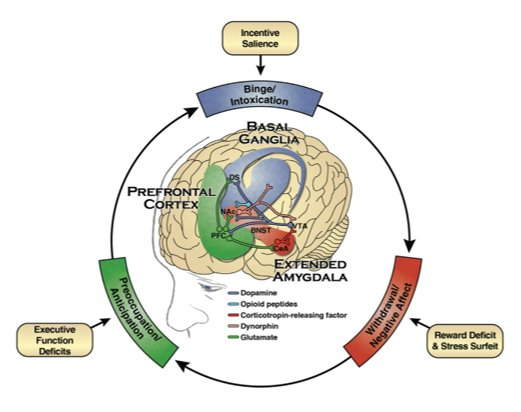 Incentive
Salience
Binge/
Intoxication
BASAL
GANGLIA
DS
PREFRONTAL
CORTEX
NAc
VTA
PFC
BNST
CeA
EXTENDED
AMYGDALA
Dopamine
Opioid peptides
Corticotropin-releasing factor
Dynorphin
Glutamate
Preoccupation/
Anticipation
Withdrawal/
Negative Affect
Executive
Function
Deficits
Reward Deficit
& Stress Surfeit